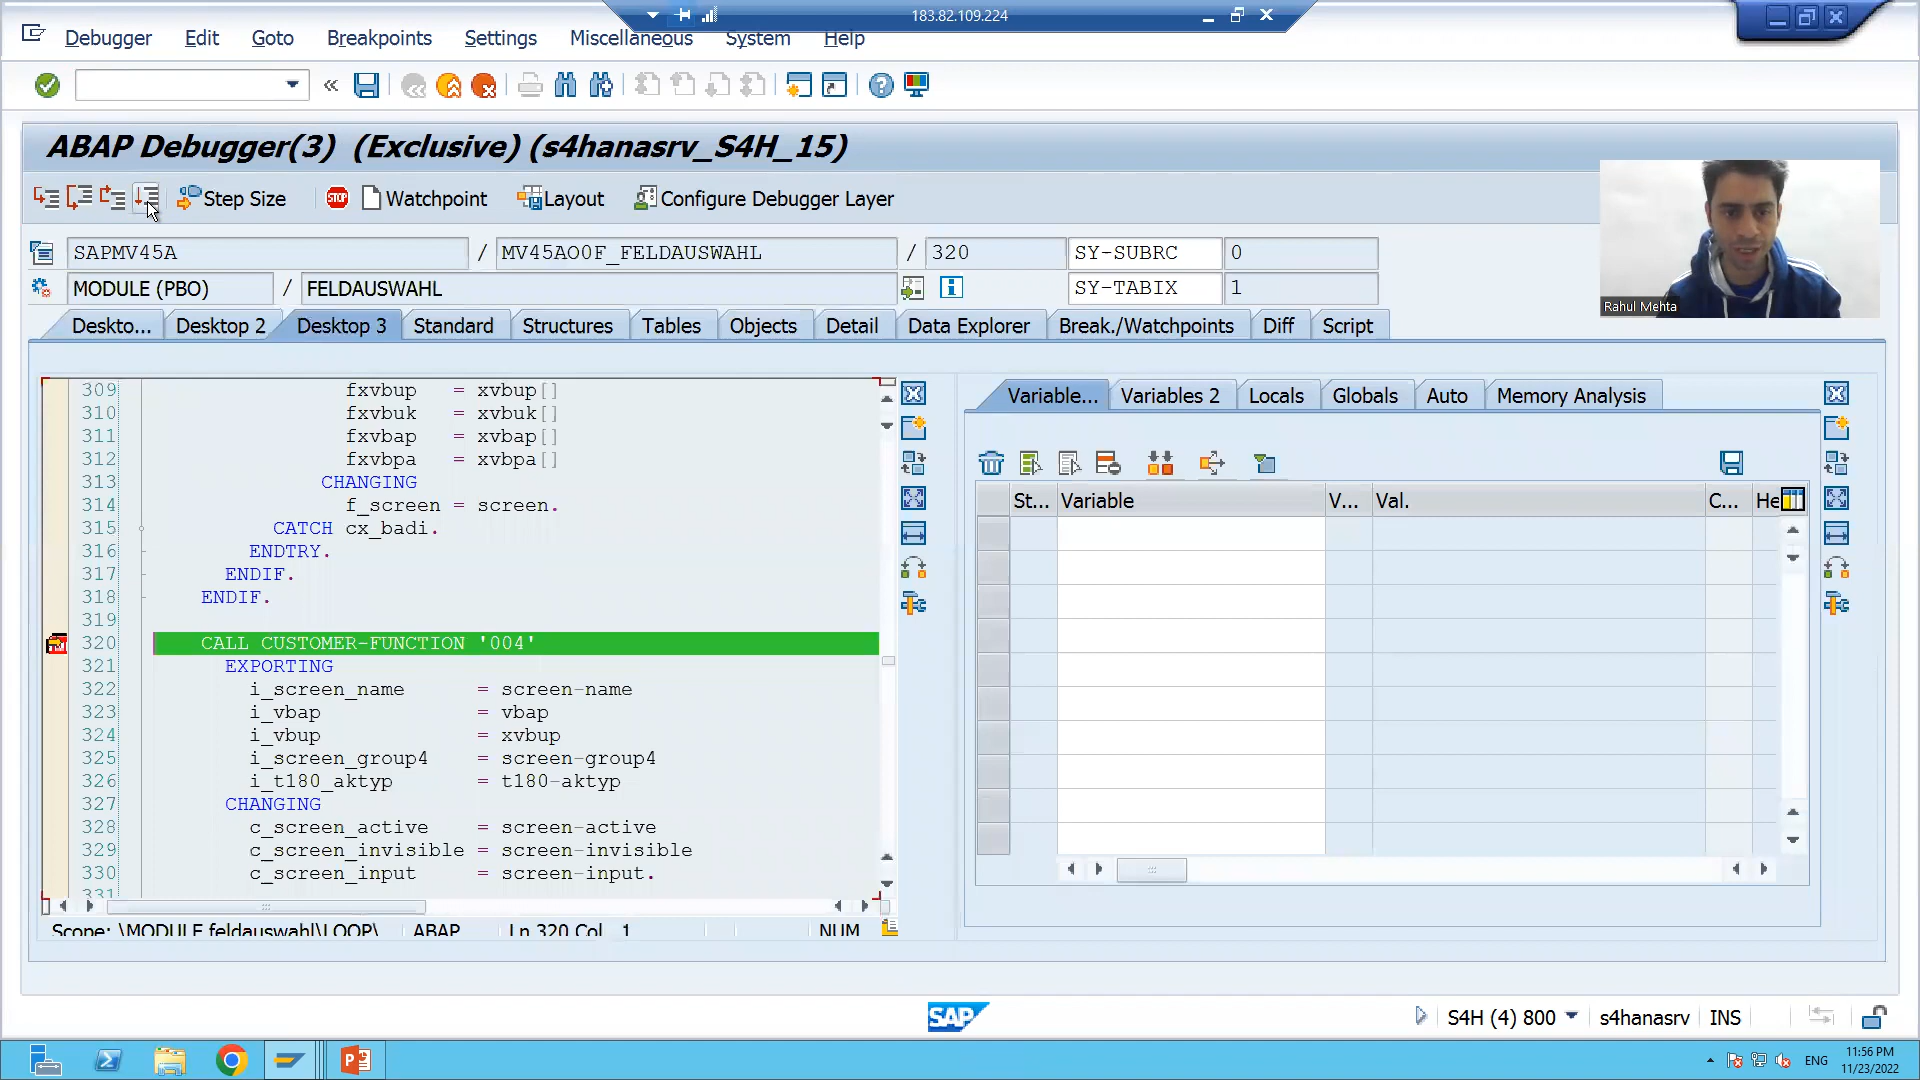 183.82.109.224
Debugger Edit Goto Breakpoints Settings Miscellaneous System Help
ABAP Debugger(3) (Exclusive) (s4hanasrv_S4H_15)
Step Size STOP Watchpoint Layout Configure Debugger Layer
SAPMV45A / MV45AO0F_FELDAUSWAHL / 320 SY-SUBRC 0
MODULE (PBO) / FELDAUSWAHL SY-TABIX 1
Rahul Mehta
Deskto... Desktop 2 Desktop 3 Standard Structures Tables Objects Detail Data Explorer Break./Watchpoints Diff Script
Variable... Variables 2 Locals Globals Auto Memory Analysis
St... Variable V... Val. C... He
309 fxvbup = xvbup[]
310 fxvbuk = xvbuk[]
311 fxvbap = xvbap[]
312 fxvbpa = xvbpa[]
313 CHANGING
314 f_screen = screen.
315 CATCH cx_badi.
316 ENDTRY.
317 ENDIF.
318 ENDIF.
319
320 CALL CUSTOMER-FUNCTION '004'
321 EXPORTING
322 i_screen_name = screen-name
323 i_vbap = vbap
324 i_vbup = xvbup
325 i_screen_group4 = screen-group4
326 i_t180_aktyp = t180-aktyp
327 CHANGING
328 c_screen_active = screen-active
329 c_screen_invisible = screen-invisible
330 c_screen_input = screen-input.
331
Scope: \MODULE feldauswahl\LOOP\ ABAP Ln 320 Col 1 NUM
SAP
S4H (4) 800 s4hanasrv INS
ENG
11:56 PM
11/23/2022